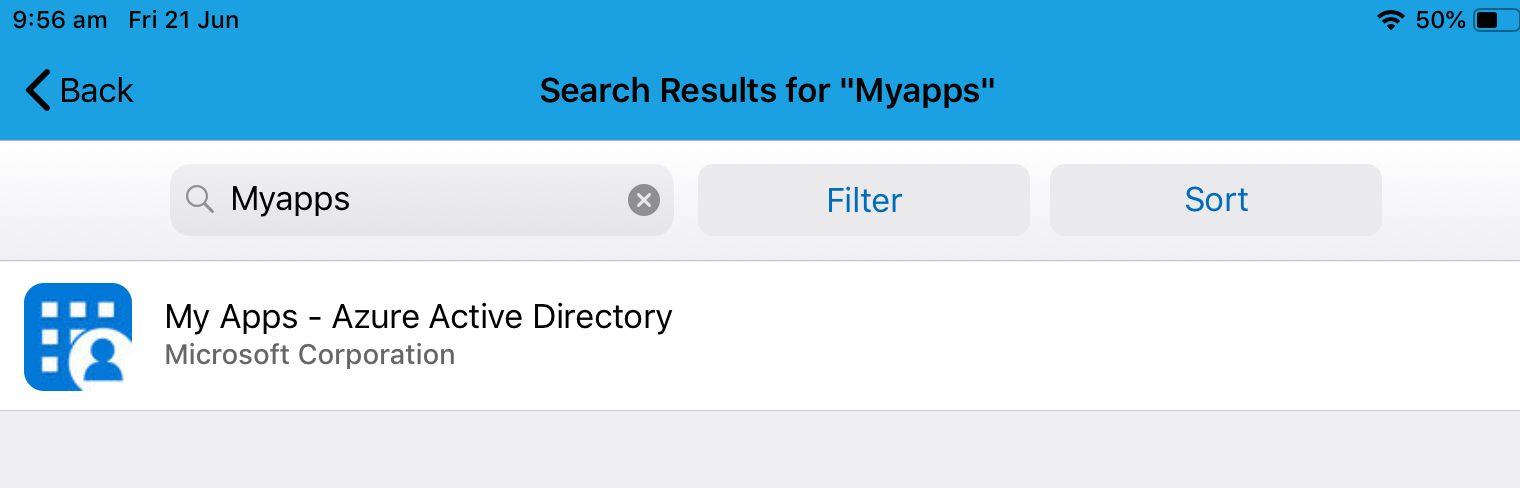 9:56 am Fri 21 Jun 50%
Back Search Results for "Myapps"
Myapps Filter Sort
My Apps - Azure Active Directory
Microsoft Corporation